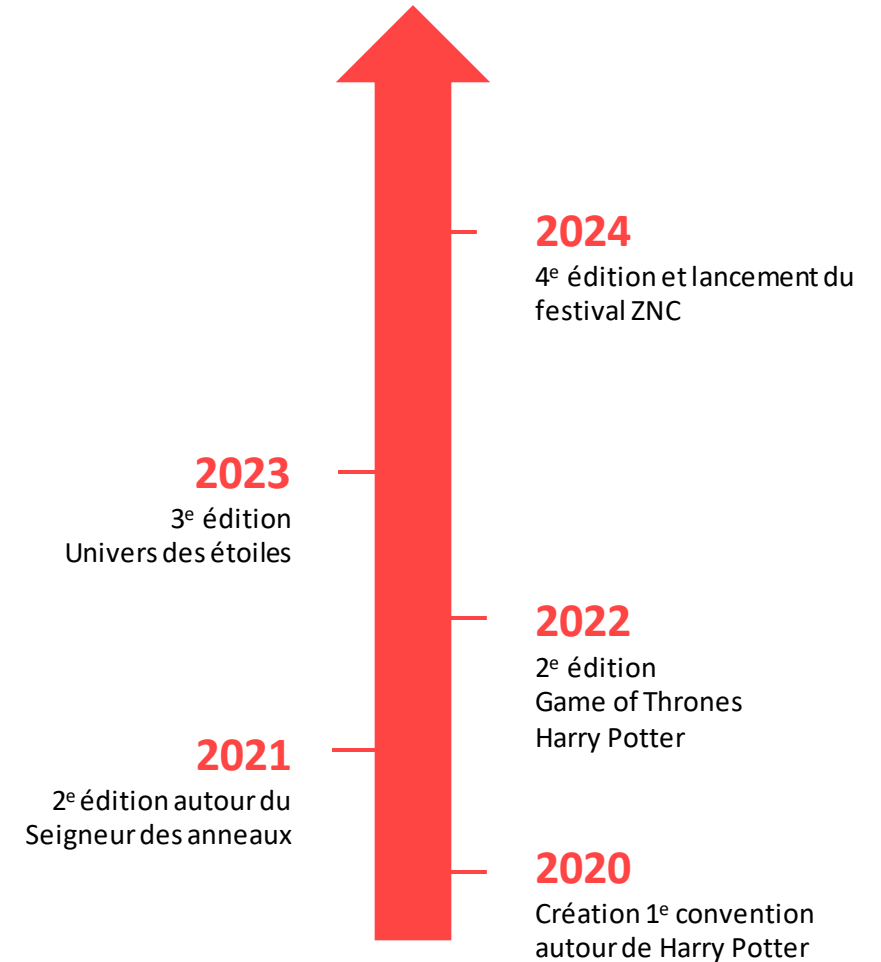 2024
4e édition et lancement du
festival ZNC
2023
3e édition
Univers des étoiles
2022
2e édition
Game of Thrones
Harry Potter
2021
2e édition autour du
Seigneur des anneaux
2020
Création 1e convention
autour de Harry Potter